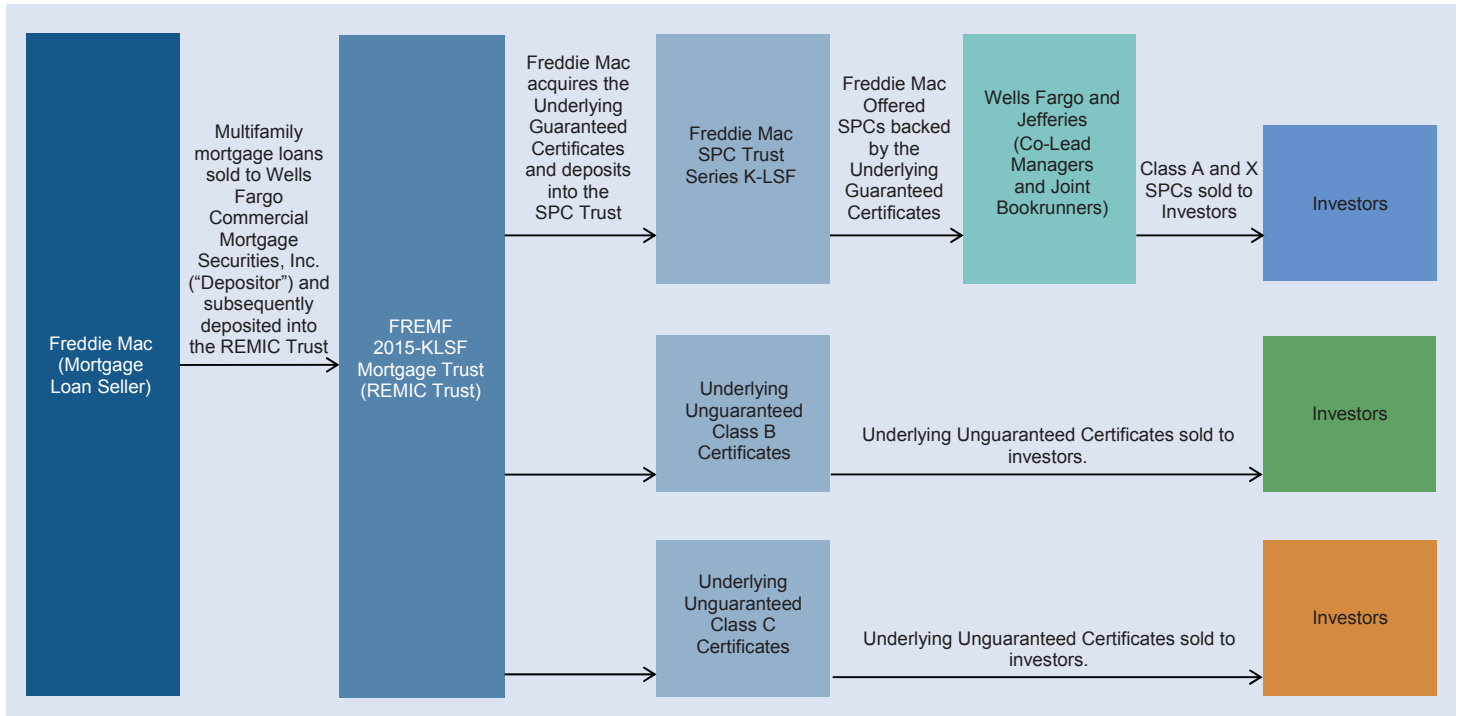 Freddie Mac
(Mortgage
Loan Seller)
Multifamily
mortgage loans
sold to Wells
Fargo
Commercial
Mortgage
Securities, Inc.
(“Depositor”) and
subsequently
deposited into
the REMIC Trust
FREMF
2015-KLSF
Mortgage Trust
(REMIC Trust)
Freddie Mac
acquires the
Underlying
Guaranteed
Certificates
and deposits
into the
SPC Trust
Freddie Mac
SPC Trust
Series K-LSF
Freddie Mac
Offered
SPCs backed
by the
Underlying
Guaranteed
Certificates
Wells Fargo and
Jefferies
(Co-Lead
Managers
and Joint
Bookrunners)
Class A and X
SPCs sold to
Investors
Investors
Underlying
Unguaranteed
Class B
Certificates
Underlying Unguaranteed Certificates sold to
investors.
Investors
Underlying
Unguaranteed
Class C
Certificates
Underlying Unguaranteed Certificates sold to
investors.
Investors